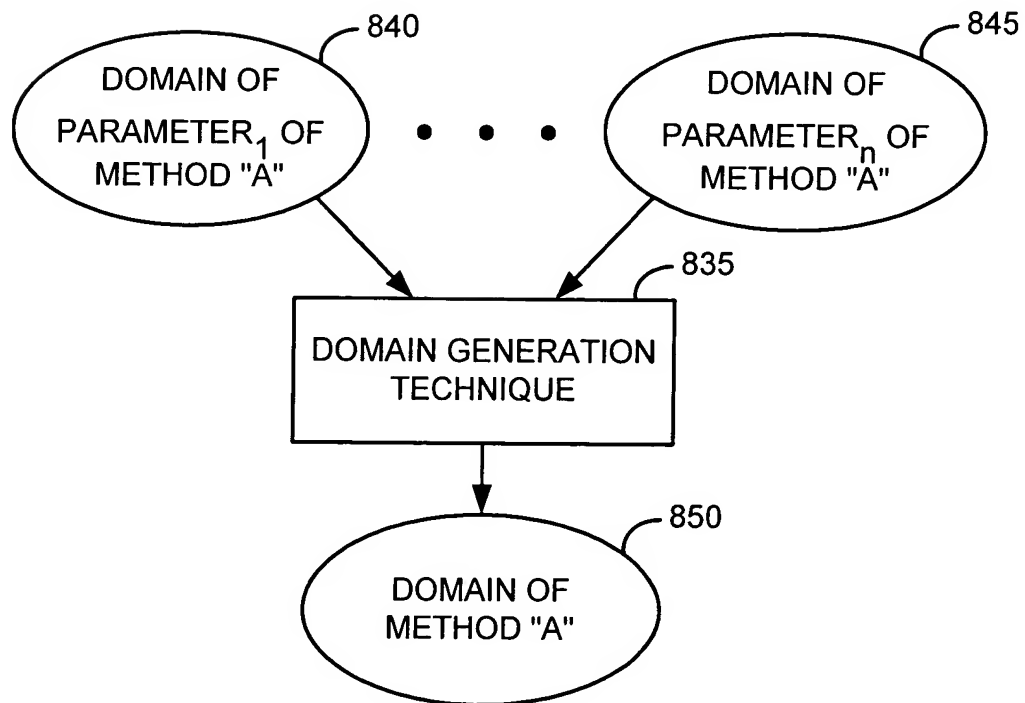 840
DOMAIN OF
PARAMETER1 OF
METHOD "A"
845
DOMAIN OF
PARAMETERn OF
METHOD "A"
835
DOMAIN GENERATION
TECHNIQUE
850
DOMAIN OF
METHOD "A"